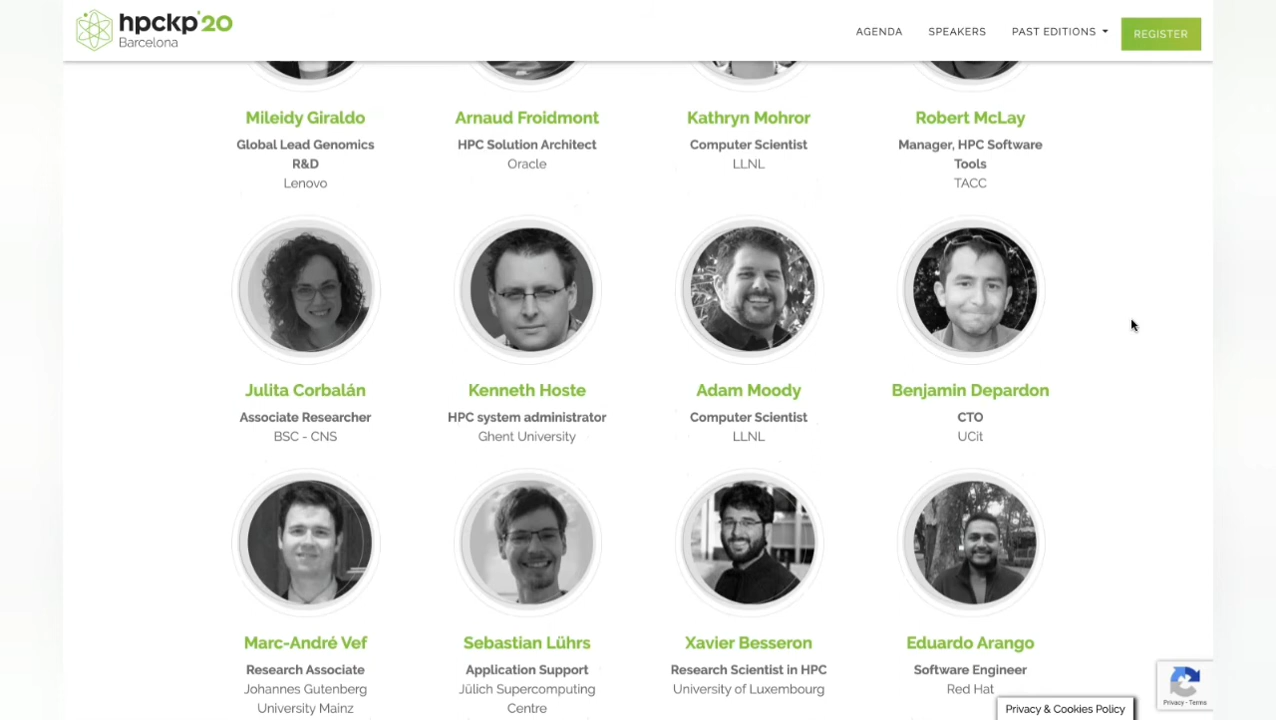 hpckp'20
Barcelona
AGENDA
SPEAKERS
PAST EDITIONS
REGISTER
Mileidy Giraldo
Global Lead Genomics
R&D
Lenovo
Arnaud Froidmont
HPC Solution Architect
Oracle
Kathryn Mohror
Computer Scientist
LLNL
Robert McLay
Manager, HPC Software
Tools
TACC
Julita Corbalán
Associate Researcher
BSC - CNS
Kenneth Hoste
HPC system administrator
Ghent University
Adam Moody
Computer Scientist
LLNL
Benjamin Depardon
CTO
UCit
Marc-André Vef
Research Associate
Johannes Gutenberg
University Mainz
Sebastian Lührs
Application Support
Jülich Supercomputing
Centre
Xavier Besseron
Research Scientist in HPC
University of Luxembourg
Eduardo Arango
Software Engineer
Red Hat
Privacy & Cookies Policy
Privacy - Terms